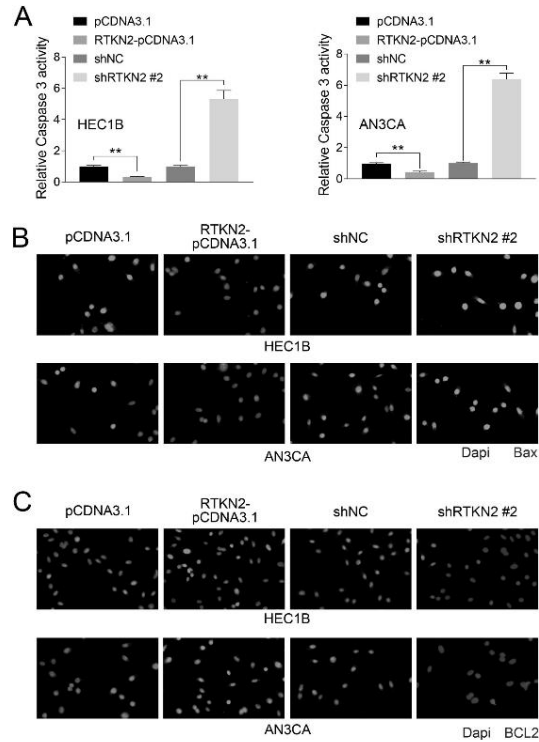 A
pCDNA3.1
RTKN2-pCDNA3.1
shNC
shRTKN2 #2
Relative Caspase 3 activity
8
6
4
2
0
**
**
HEC1B
pCDNA3.1
RTKN2-pCDNA3.1
shNC
shRTKN2 #2
Relative Caspase 3 activity
8
6
4
2
0
**
**
AN3CA
B
pCDNA3.1
RTKN2-
pCDNA3.1
shNC
shRTKN2 #2
HEC1B
AN3CA
Dapi Bax
C
pCDNA3.1
RTKN2-
pCDNA3.1
shNC
shRTKN2 #2
HEC1B
AN3CA
Dapi BCL2